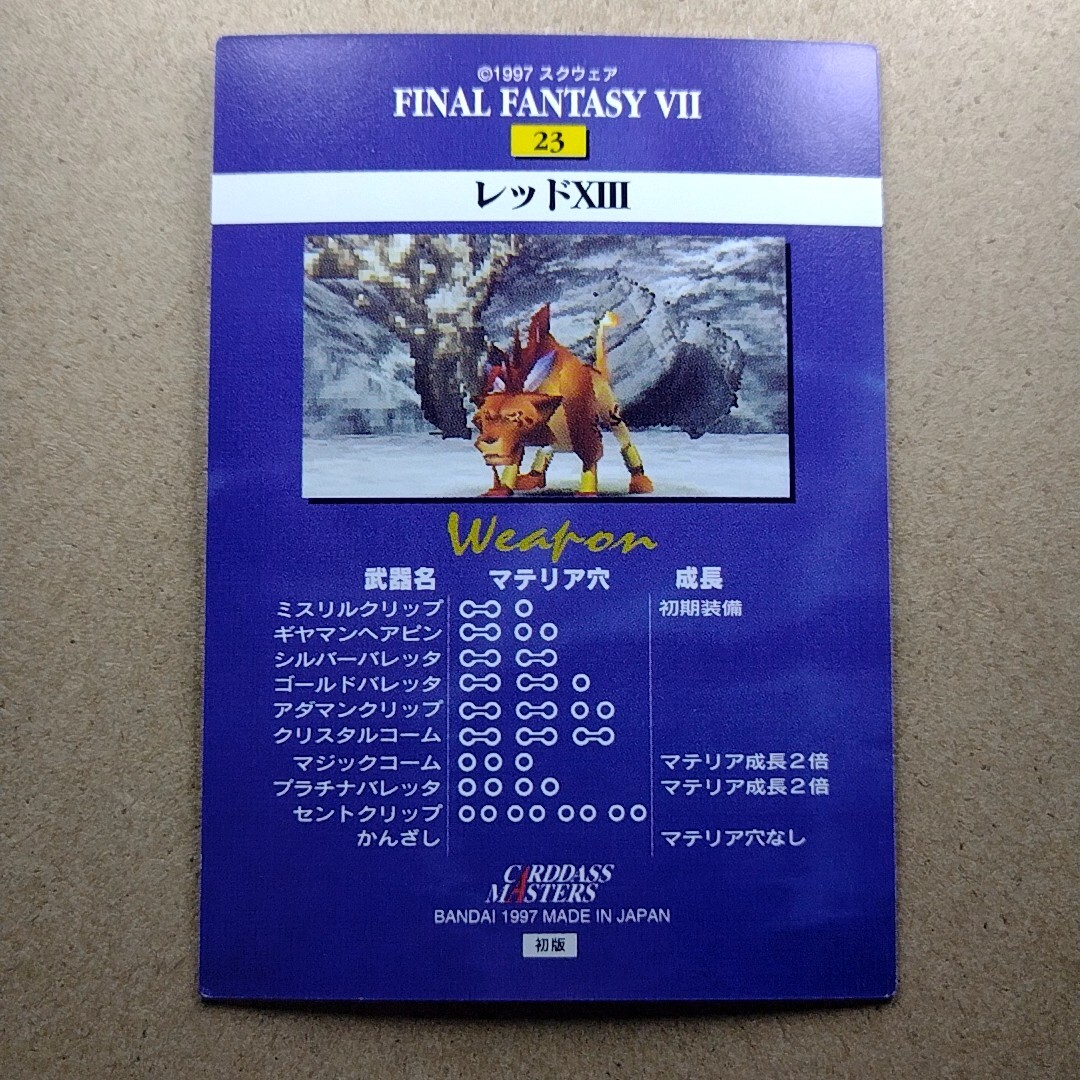 ©1997 スクウェア
FINAL FANTASY VII
23
レッドXIII
Weapon
武器名 マテリア穴 成長
ミスリルクリップ 初期装備
ギヤマンヘアピン
シルバーバレッタ
ゴールドバレッタ
アダマンクリップ
クリスタルコーム
マジックコーム マテリア成長2倍
プラチナバレッタ マテリア成長2倍
セントクリップ
かんざし マテリア穴なし
CARDDASS
MASTERS
BANDAI 1997 MADE IN JAPAN
初版